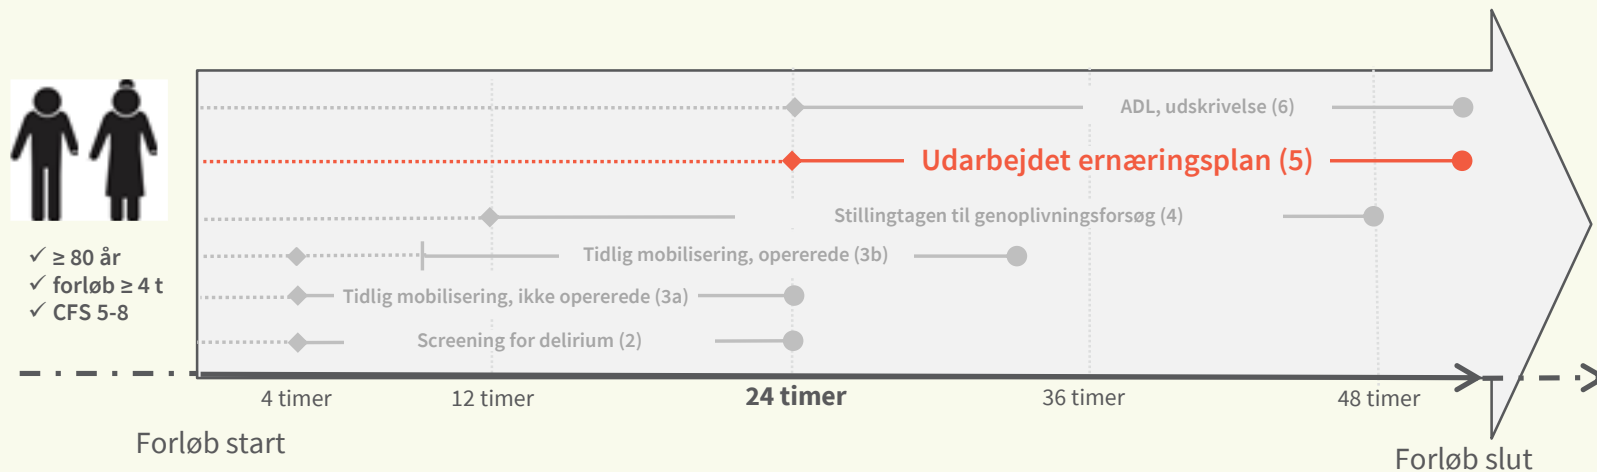 ADL, udskrivelse (6)
Udarbejdet ernæringsplan (5)
Stillingtagen til genoplivningsforsøg (4)
Tidlig mobilisering, opererede (3b)
Tidlig mobilisering, ikke opererede (3a)
Screening for delirium (2)
✓ ≥ 80 år
✓ forløb ≥ 4 t
✓ CFS 5-8
4 timer 12 timer 24 timer 36 timer 48 timer
Forløb start
Forløb slut